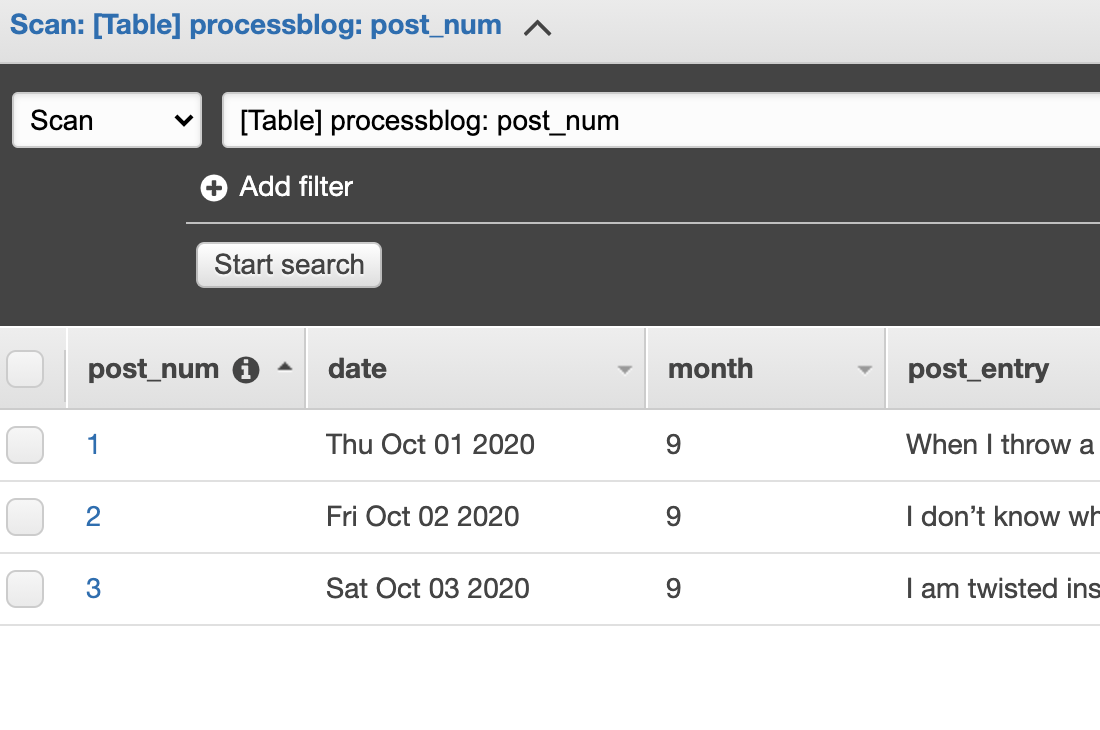 Scan: [Table] processblog: post_num
Scan [Table] processblog: post_num
Add filter
Start search
post_num date month post_entry
1 Thu Oct 01 2020 9 When I throw a
2 Fri Oct 02 2020 9 I don’t know
3 Sat Oct 03 2020 9 I am twisted